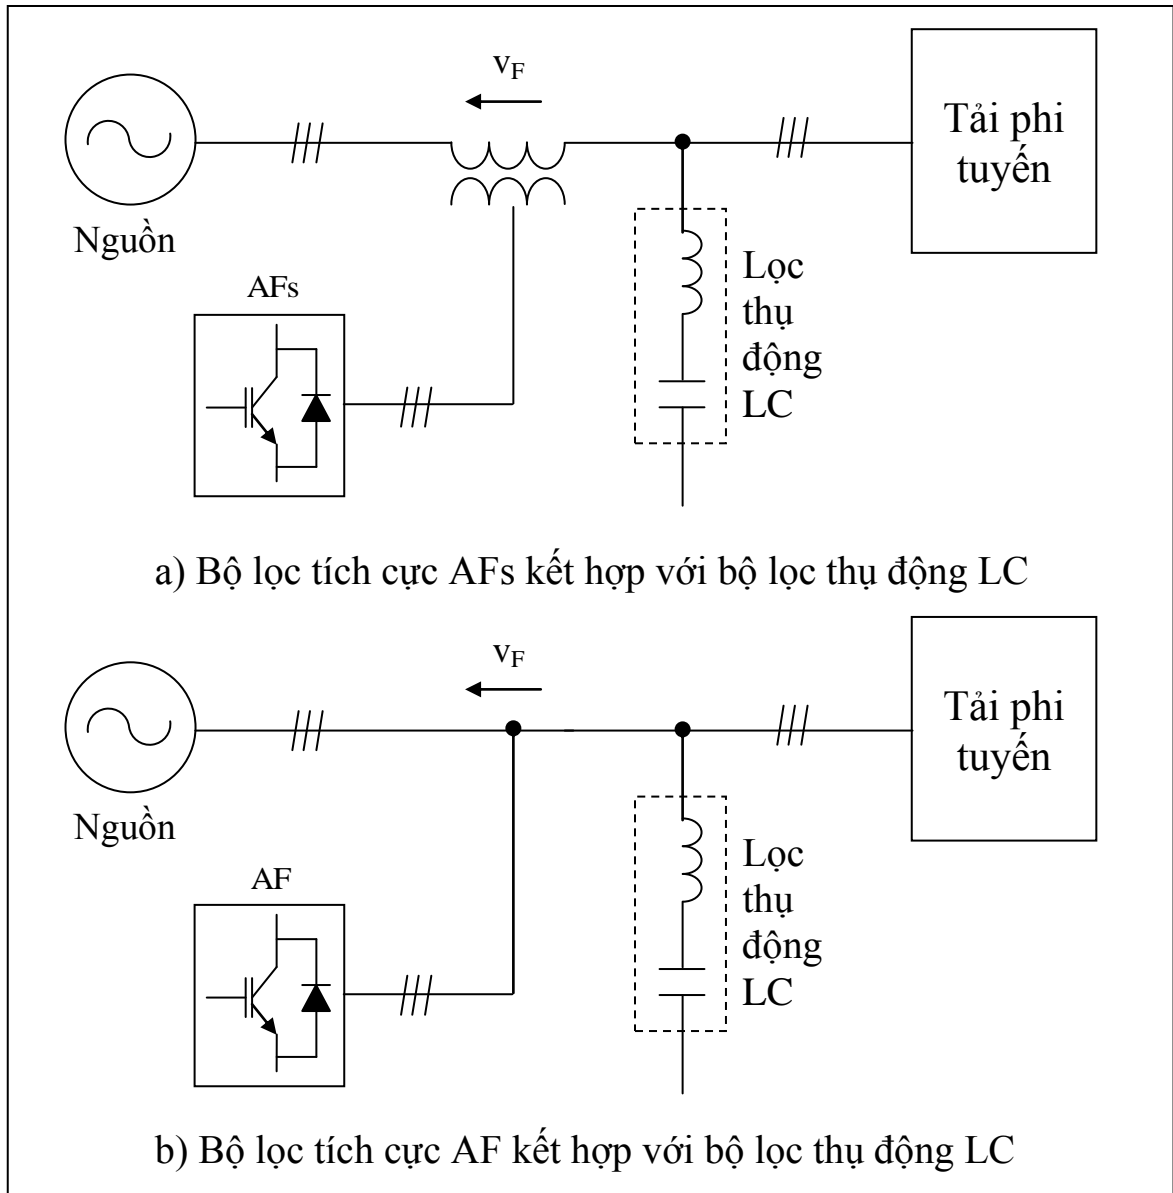 v_F
Tải phi
tuyến
Nguồn
AFs
Lọc
thụ
động
LC
a) Bộ lọc tích cực AFs kết hợp với bộ lọc thụ động LC
v_F
Tải phi
tuyến
Nguồn
AF
Lọc
thụ
động
LC
b) Bộ lọc tích cực AF kết hợp với bộ lọc thụ động LC